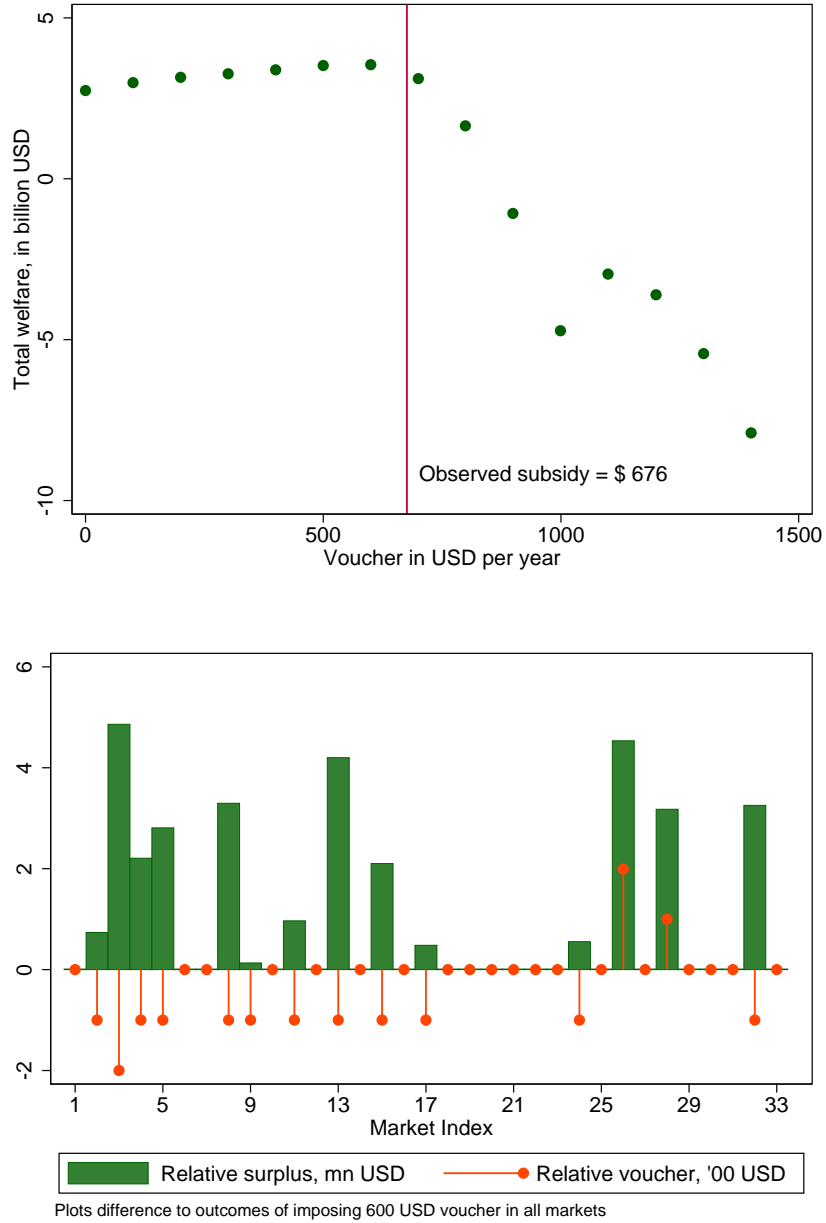 5
0
-5
-10
Total welfare, in billion USD
Observed subsidy = $ 676
0 500 1000 1500
Voucher in USD per year
6
4
2
0
-2
1 5 9 13 17 21 25 29 33
Market Index
Relative surplus, mn USD Relative voucher, '00 USD
Plots difference to outcomes of imposing 600 USD voucher in all markets